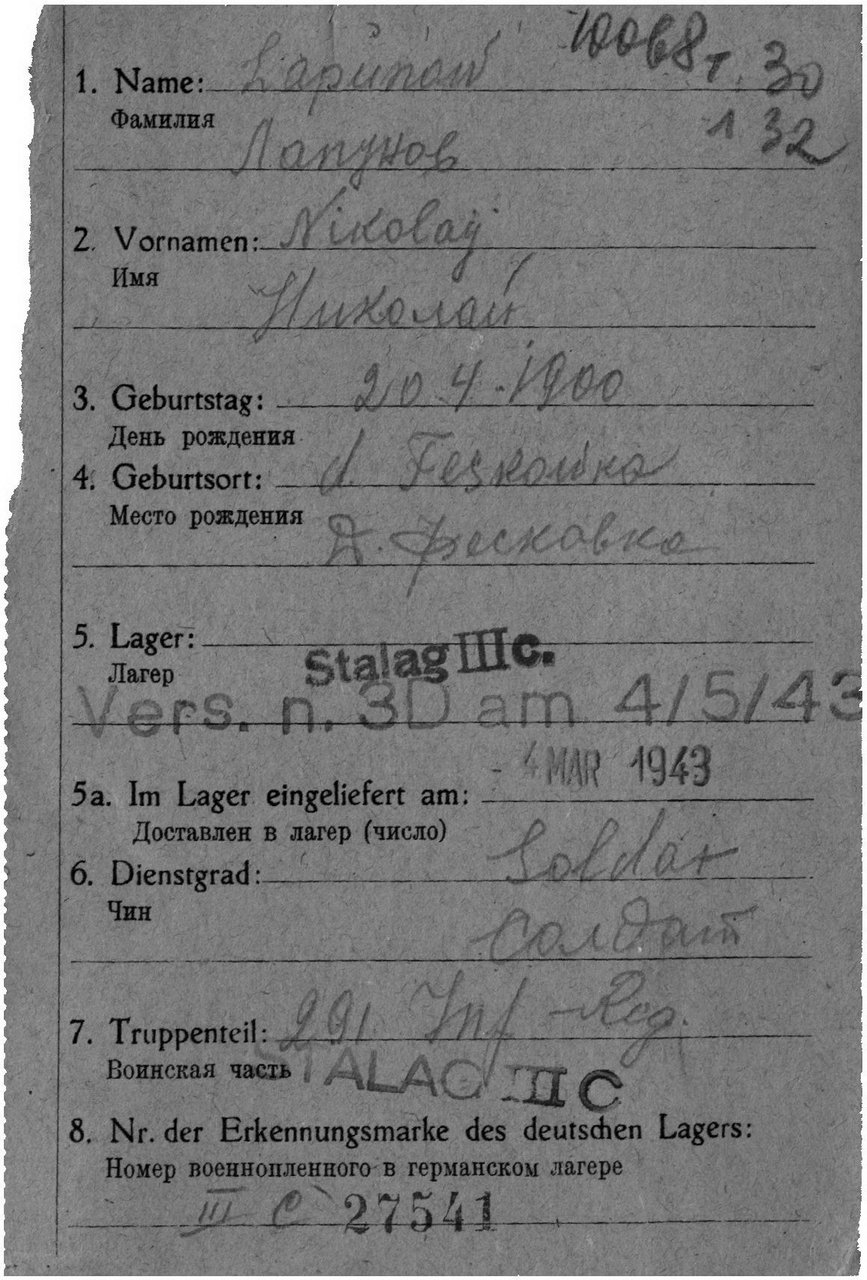 10068 r. 30
1 32
1. Name: Lapunow
Фамилия
Лапунов
2. Vornamen: Nikolaj
Имя
Николай
3. Geburtstag: 20.4.1900
День рождения
4. Geburtsort: d. Feskowka
Место рождения
Д. Фесковка
5. Lager: Stalag III c.
Лагер
Vers. n. 3D am 4/5/43
- 4 MAR 1943
5a. Im Lager eingeliefert am:
Доставлен в лагер (число)
6. Dienstgrad: Soldat
Чин
Солдат
7. Truppenteil: 291 Inf-Reg.
Воинская часть
STALAG III C
8. Nr. der Erkennungsmarke des deutschen Lagers:
Номер военнопленного в германском лагере
III C 27541